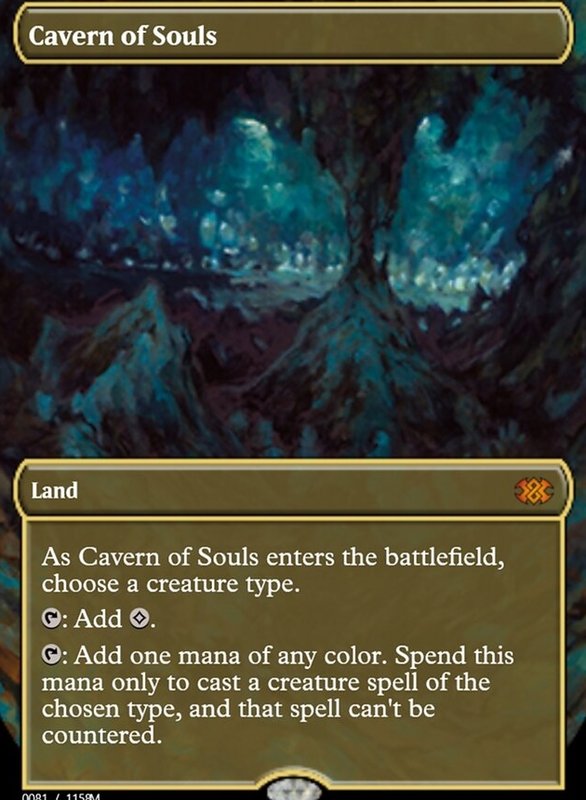 Cavern of Souls
Land
As Cavern of Souls enters the battlefield,
choose a creature type.
: Add .
: Add one mana of any color. Spend this
mana only to cast a creature spell of the
chosen type, and that spell can't be
countered.
0081 / 1158M